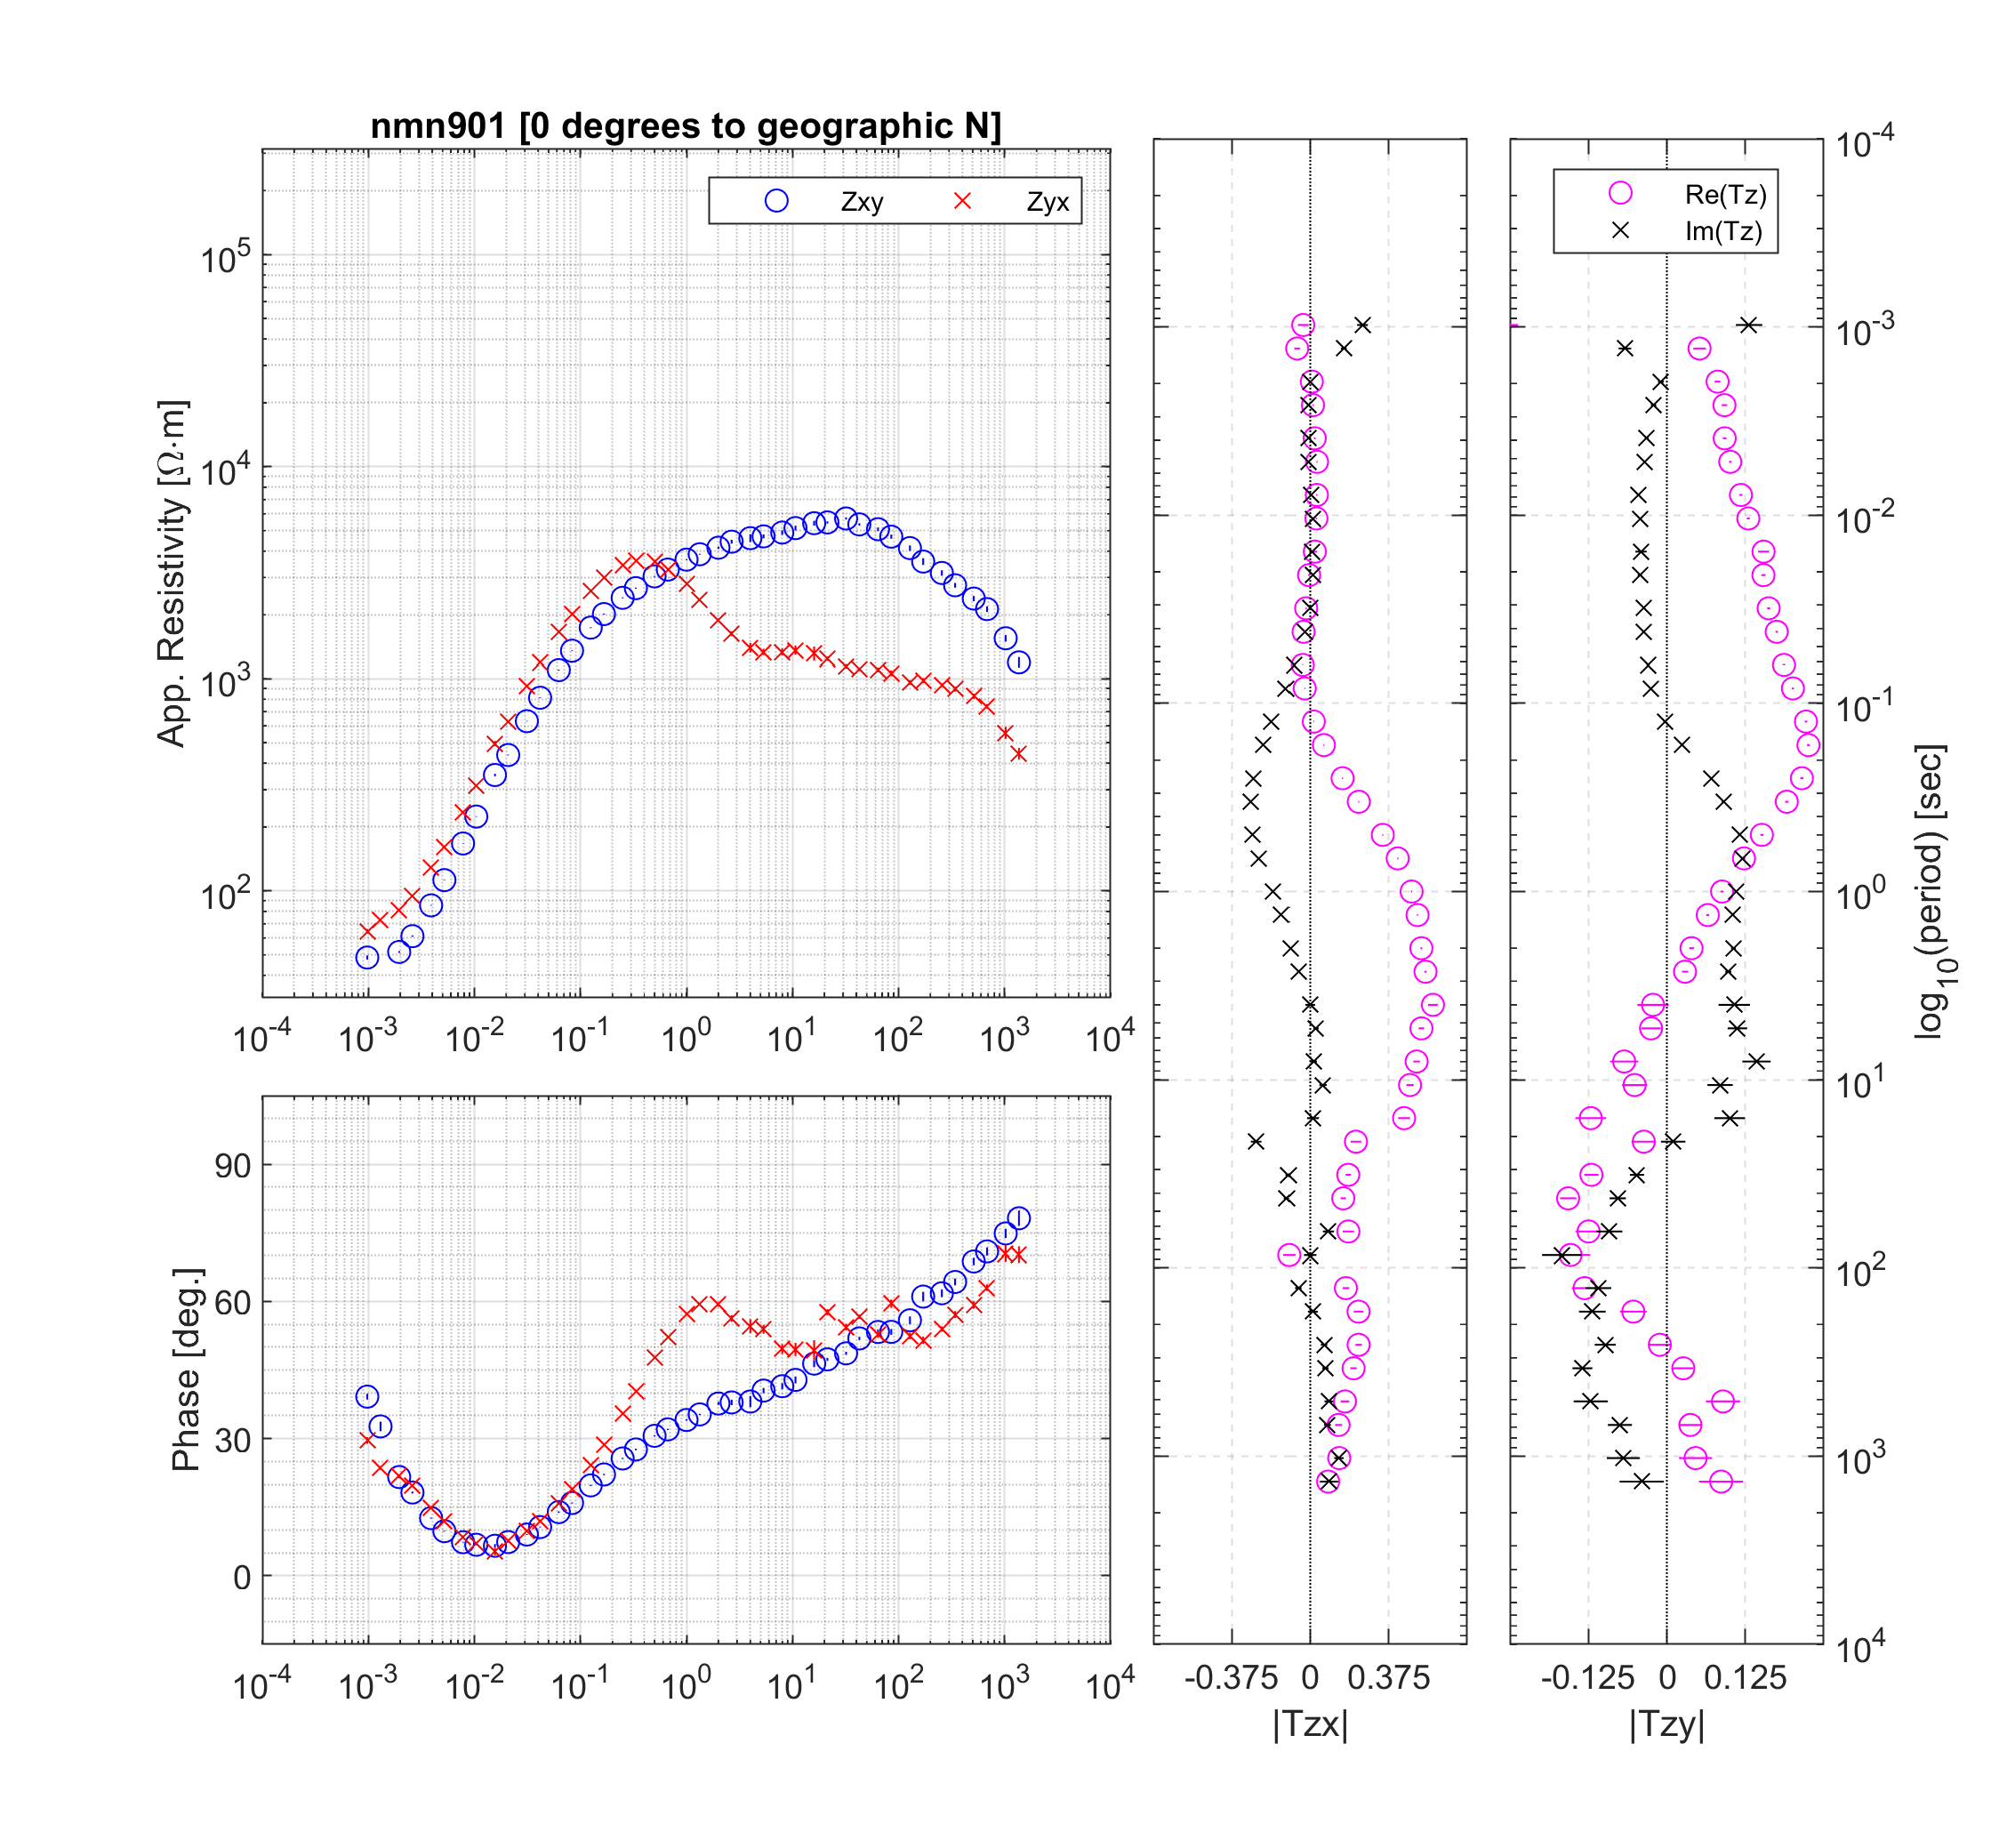 nmn901 [0 degrees to geographic N]
Zxy Zyx
App. Resistivity [Ω·m]
10^5
10^4
10^3
10^2
10^-4 10^-3 10^-2 10^-1 10^0 10^1 10^2 10^3 10^4
Phase [deg.]
90
60
30
0
10^-4 10^-3 10^-2 10^-1 10^0 10^1 10^2 10^3 10^4
-0.375 0 0.375
|Tzx|
Re(Tz)
Im(Tz)
-0.125 0 0.125
|Tzy|
10^-4
10^-3
10^-2
10^-1
10^0
10^1
10^2
10^3
10^4
log_10(period) [sec]